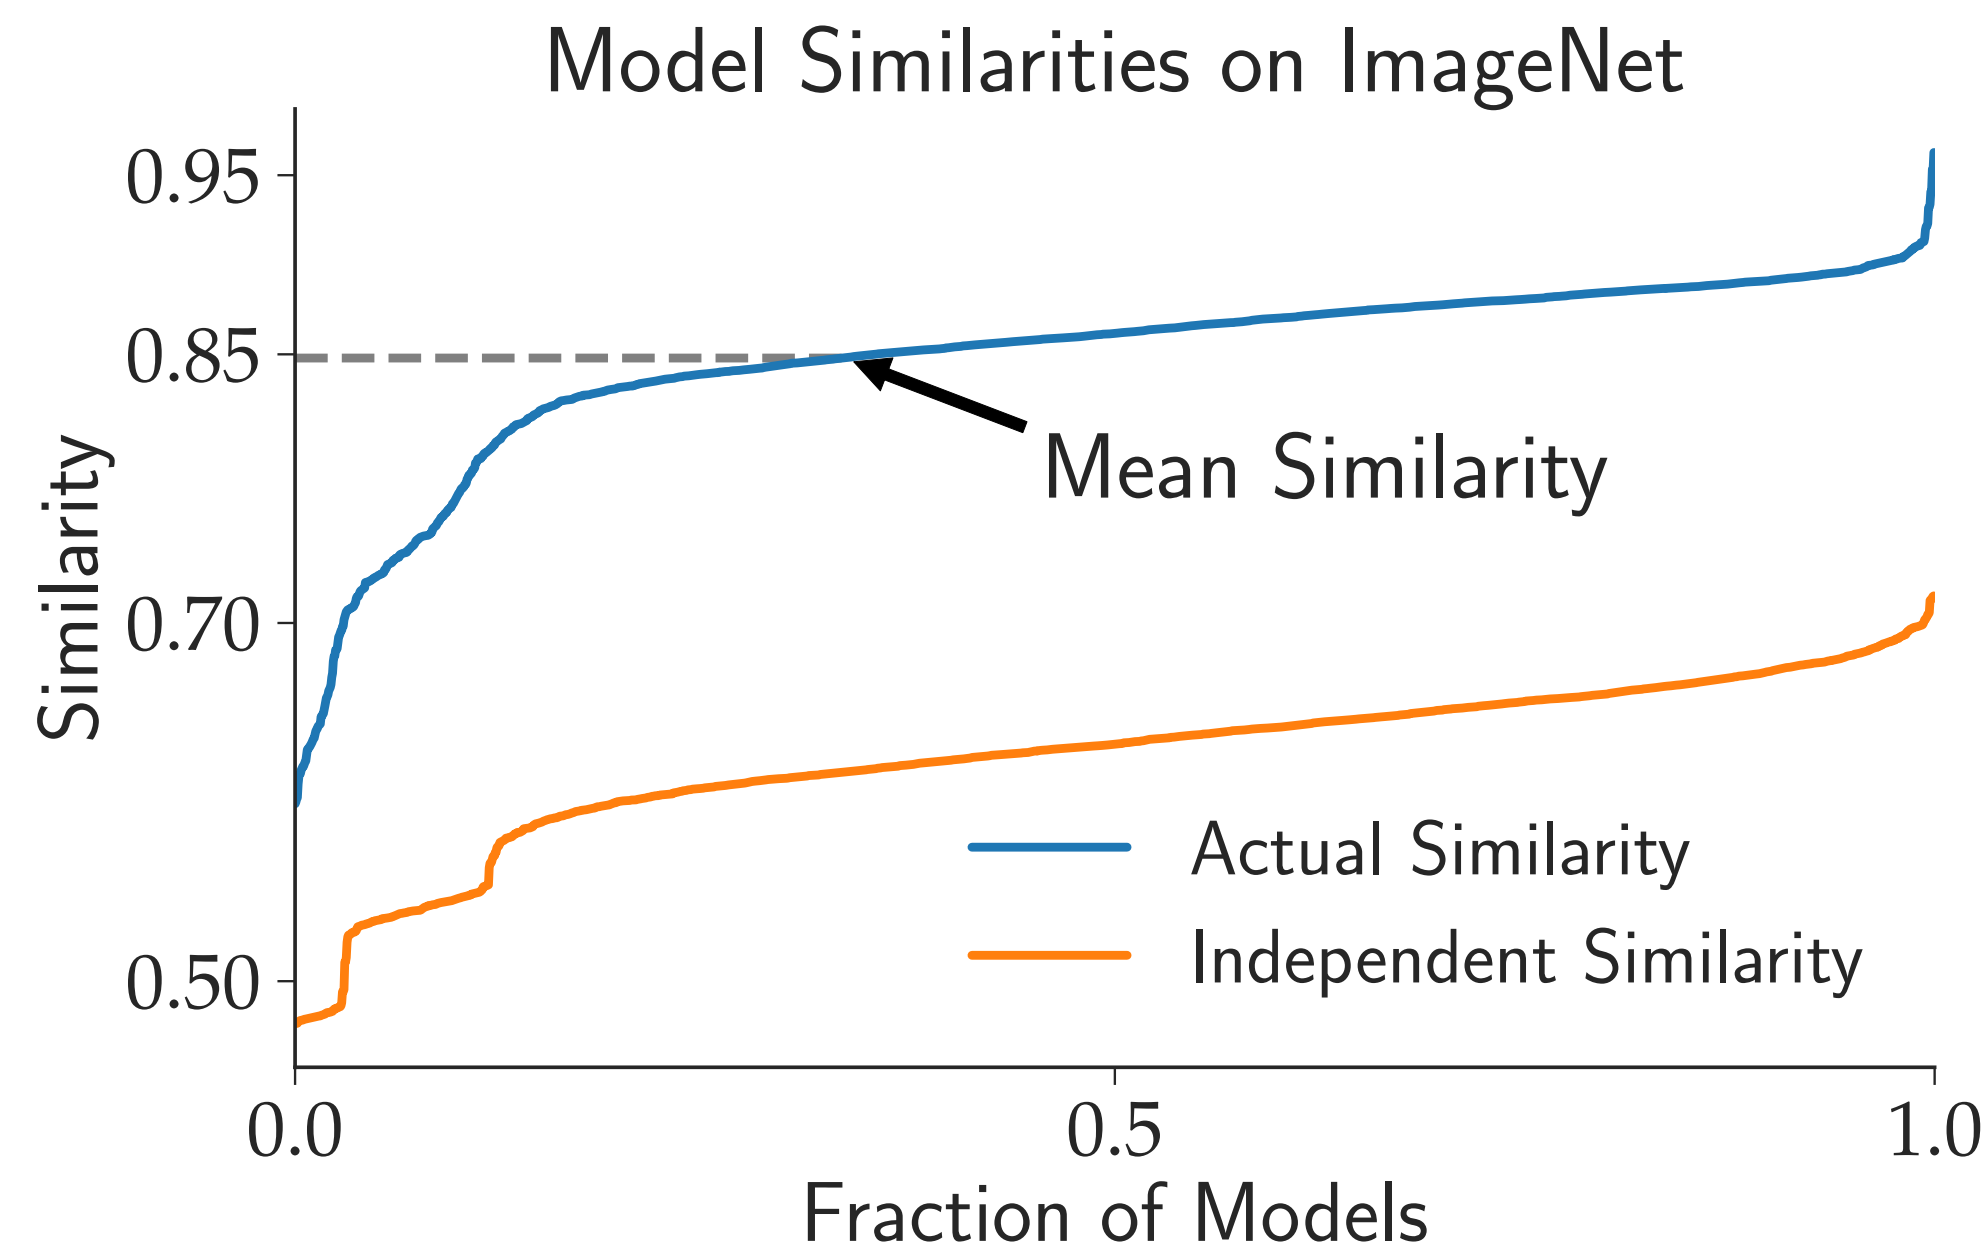 Model Similarities on ImageNet
0.95
0.85
0.70
0.50
Similarity
Mean Similarity
Actual Similarity
Independent Similarity
0.0
0.5
1.0
Fraction of Models